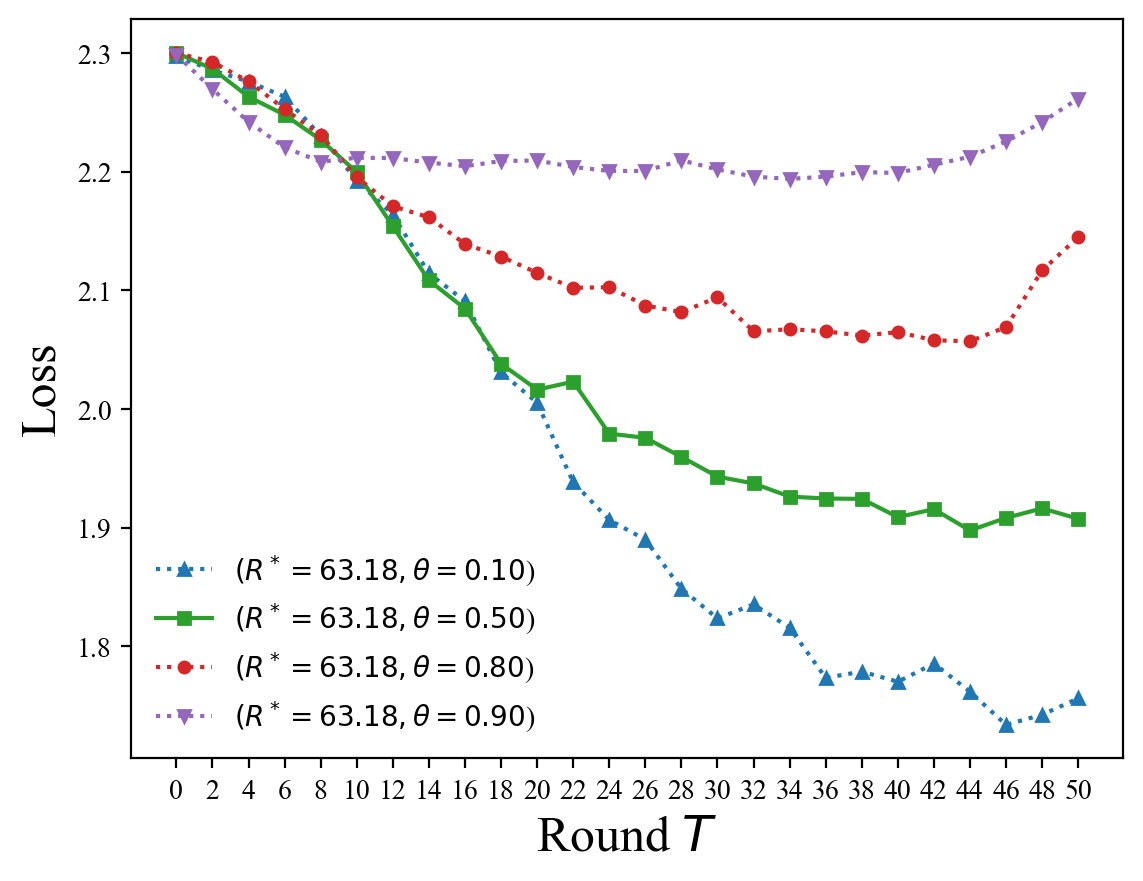 2.3
2.2
2.1
2.0
1.9
1.8
Loss
(R* = 63.18, θ = 0.10)
(R* = 63.18, θ = 0.50)
(R* = 63.18, θ = 0.80)
(R* = 63.18, θ = 0.90)
0 2 4 6 8 10 12 14 16 18 20 22 24 26 28 30 32 34 36 38 40 42 44 46 48 50
Round T